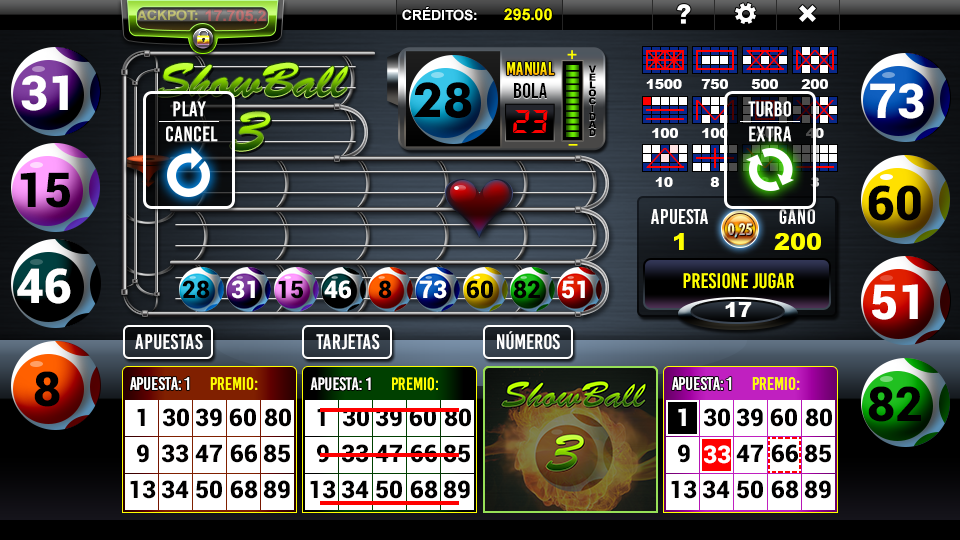 ACKPOT: 17,705,2
CRÉDITOS: 295.00
?
31
15
46
8
ShowBall
3
PLAY
CANCEL
28
MANUAL
BOLA
23
+
VELOCIDAD
−
28 31 15 46 8 73 60 82 51
1500 750 500 200
100 100 40
10 8 3
TURBO
EXTRA
APUESTA
1
0,25
GANO
200
PRESIONE JUGAR
17
73
60
51
82
APUESTAS
TARJETAS
NÚMEROS
APUESTA: 1 PREMIO:
1 30 39 60 80
9 33 47 66 85
13 34 50 68 89
APUESTA: 1 PREMIO:
1 30 39 60 80
9 33 47 66 85
13 34 50 68 89
ShowBall
3
APUESTA: 1 PREMIO:
1 30 39 60 80
9 33 47 66 85
13 34 50 68 89